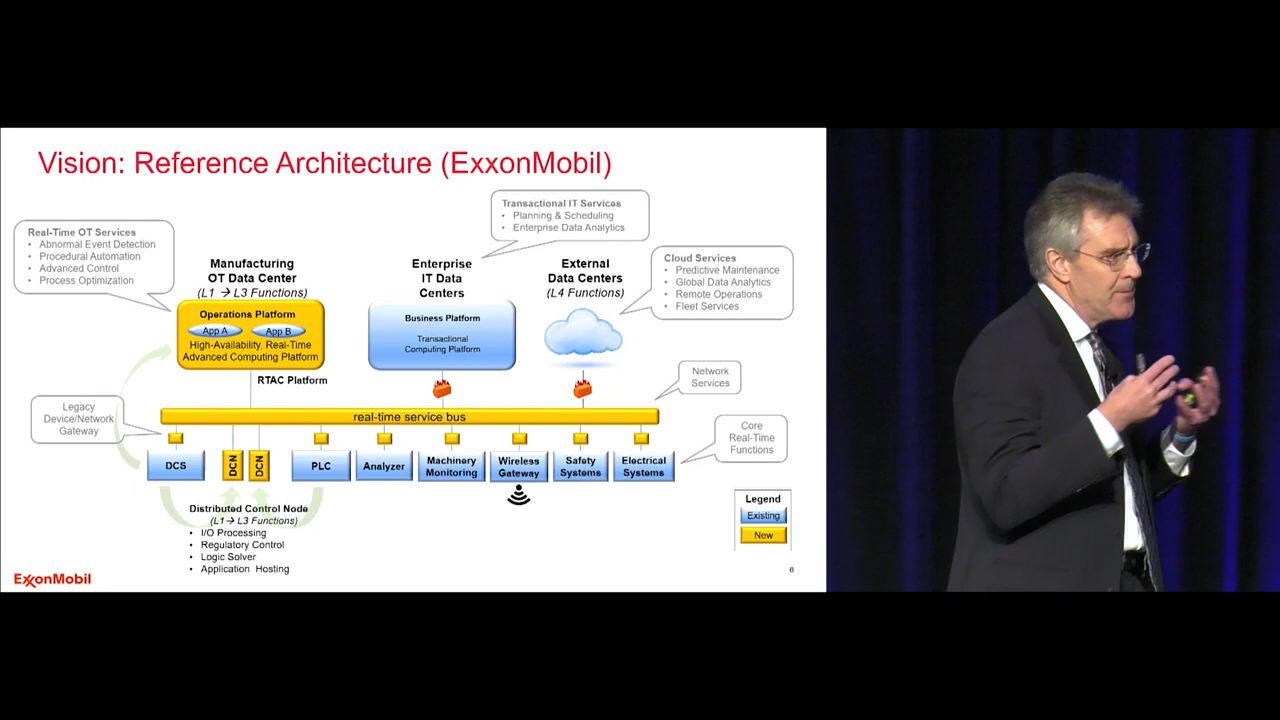 Vision: Reference Architecture (ExxonMobil)
Transactional IT Services
• Planning & Scheduling
• Enterprise Data Analytics
Real-Time OT Services
• Abnormal Event Detection
• Procedural Automation
• Advanced Control
• Process Optimization
Manufacturing
OT Data Center
(L1 → L3 Functions)
Enterprise
IT Data
Centers
External
Data Centers
(L4 Functions)
Cloud Services
• Predictive Maintenance
• Global Data Analytics
• Remote Operations
• Fleet Services
Operations Platform
App A
App B
High-Availability, Real-Time
Advanced Computing Platform
Business Platform
Transactional
Computing Platform
RTAC Platform
Network
Services
Legacy
Device/Network
Gateway
real-time service bus
Core
Real-Time
Functions
DCS
DCN
DCN
PLC
Analyzer
Machinery
Monitoring
Wireless
Gateway
Safety
Systems
Electrical
Systems
Distributed Control Node
(L1 → L3 Functions)
• I/O Processing
• Regulatory Control
• Logic Solver
• Application Hosting
Legend
Existing
New
ExxonMobil
6